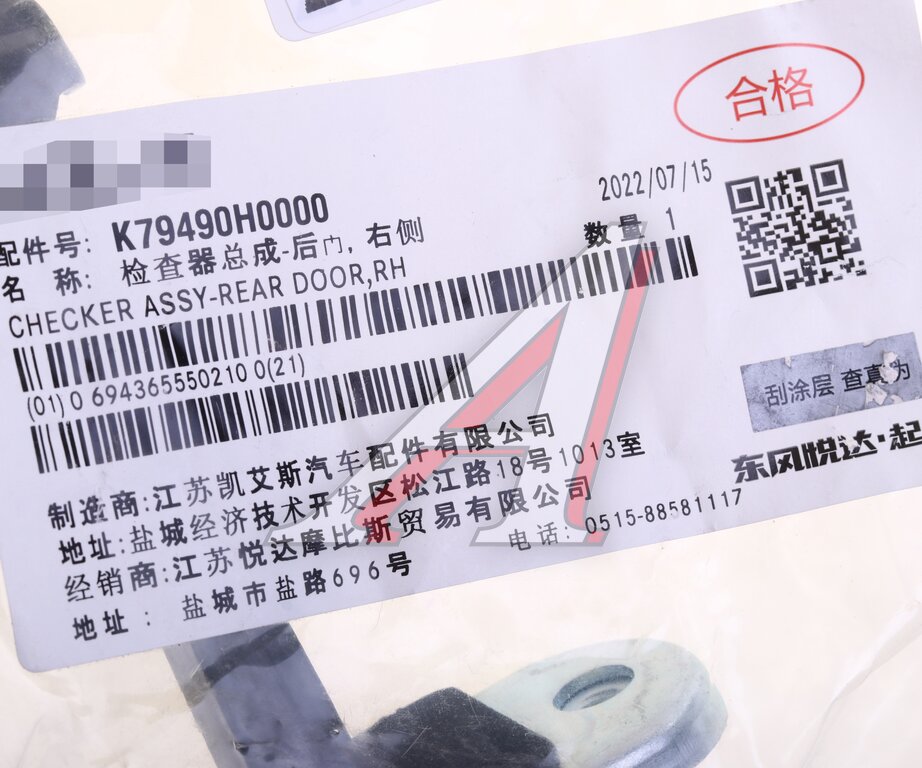 合格
2022/07/15
配件号: K79490H0000
名 称: 检查器总成-后门, 右侧
数量 1
CHECKER ASSY-REAR DOOR,RH
(01) 0 694365550210 0(21)
刮涂层 查真为
制造商:江苏凯艾斯汽车配件有限公司
地址:盐城经济技术开发区松江路18号1013室
东风悦达·起
经销商:江苏悦达摩比斯贸易有限公司
电话: 0515-88581117
地址 : 盐城市盐路696号